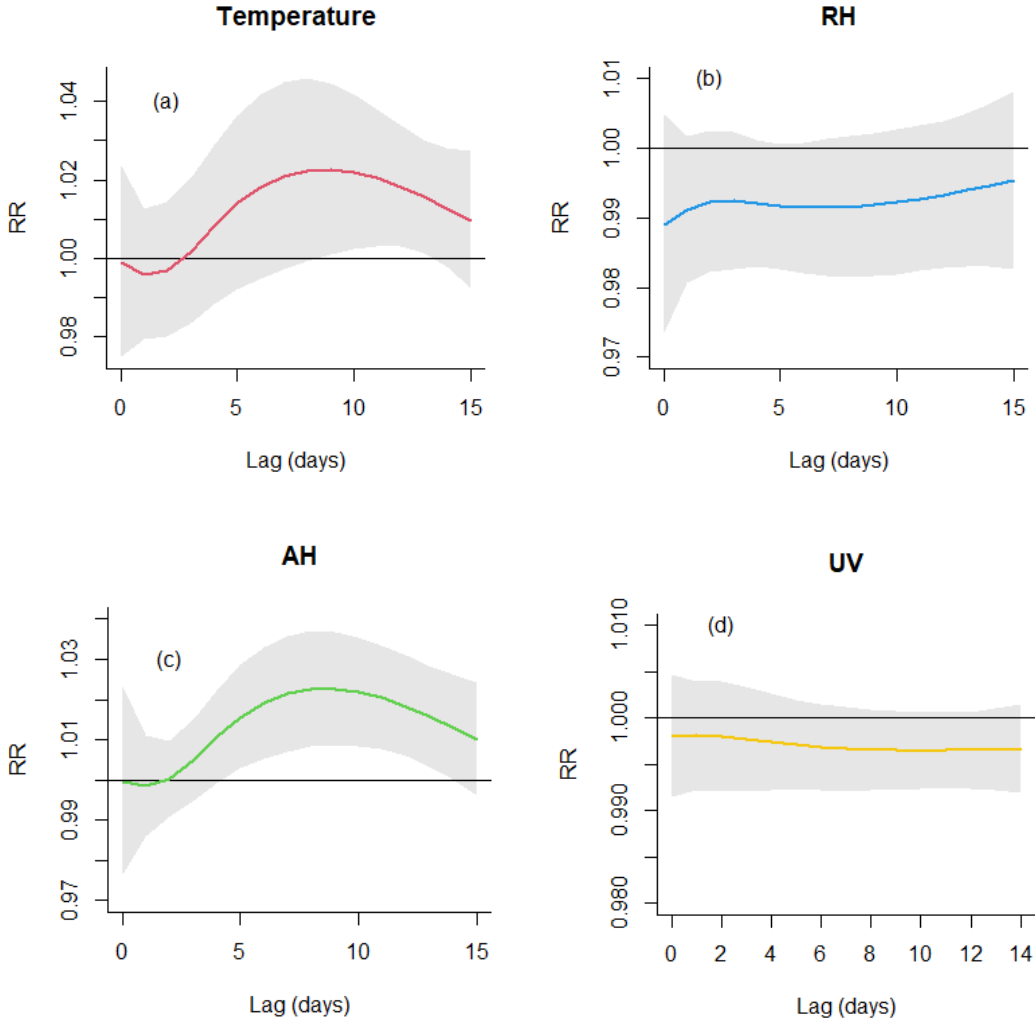 Temperature
(a)
RR
1.04
1.02
1.00
0.98
0 5 10 15
Lag (days)
RH
(b)
RR
1.01
1.00
0.99
0.98
0.97
0 5 10 15
Lag (days)
AH
(c)
RR
1.03
1.01
0.99
0.97
0 5 10 15
Lag (days)
UV
(d)
RR
1.010
1.000
0.990
0.980
0 2 4 6 8 10 12 14
Lag (days)